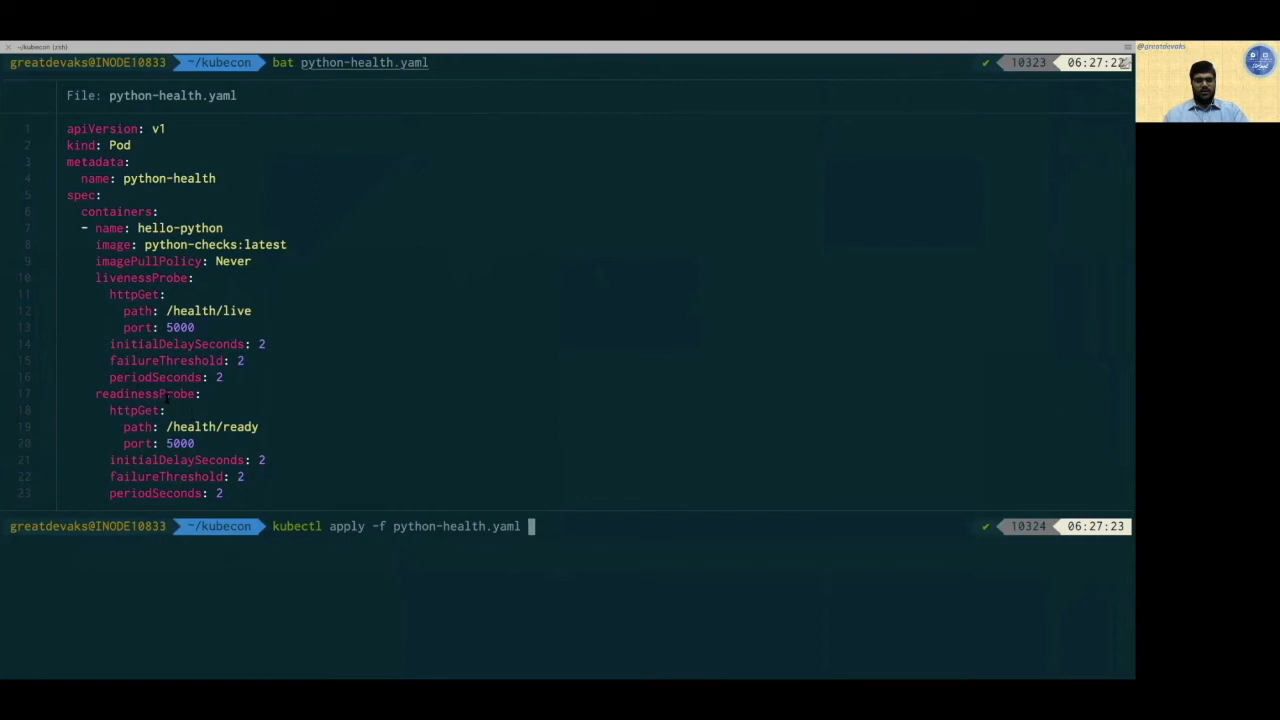 ~/kubecon (zsh)
@greatdevaks
greatdevaks@INODE10833 ~/kubecon bat python-health.yaml ✔ 10323 06:27:22
File: python-health.yaml
1 apiVersion: v1
2 kind: Pod
3 metadata:
4 name: python-health
5 spec:
6 containers:
7 - name: hello-python
8 image: python-checks:latest
9 imagePullPolicy: Never
10 livenessProbe:
11 httpGet:
12 path: /health/live
13 port: 5000
14 initialDelaySeconds: 2
15 failureThreshold: 2
16 periodSeconds: 2
17 readinessProbe:
18 httpGet:
19 path: /health/ready
20 port: 5000
21 initialDelaySeconds: 2
22 failureThreshold: 2
23 periodSeconds: 2
greatdevaks@INODE10833 ~/kubecon kubectl apply -f python-health.yaml ✔ 10324 06:27:23